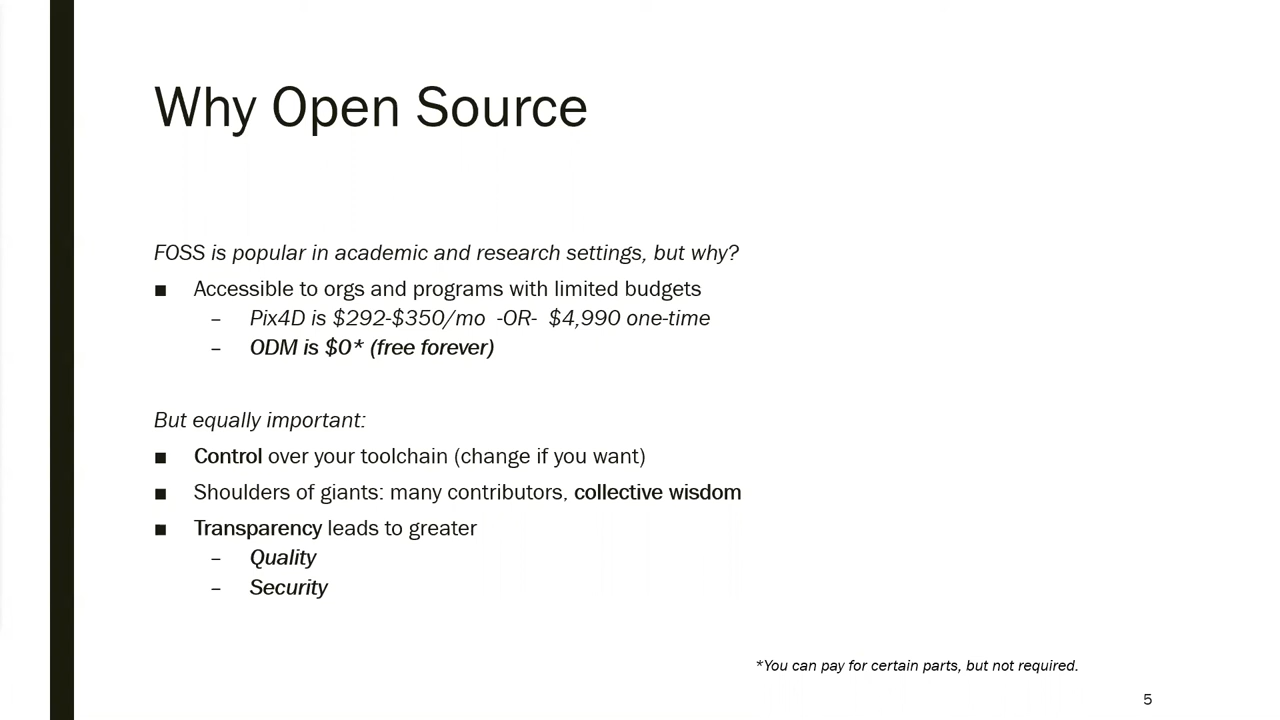 Why Open Source
FOSS is popular in academic and research settings, but why?
■ Accessible to orgs and programs with limited budgets
– Pix4D is $292-$350/mo -OR- $4,990 one-time
– ODM is $0* (free forever)
But equally important:
■ Control over your toolchain (change if you want)
■ Shoulders of giants: many contributors, collective wisdom
■ Transparency leads to greater
– Quality
– Security
*You can pay for certain parts, but not required.
5